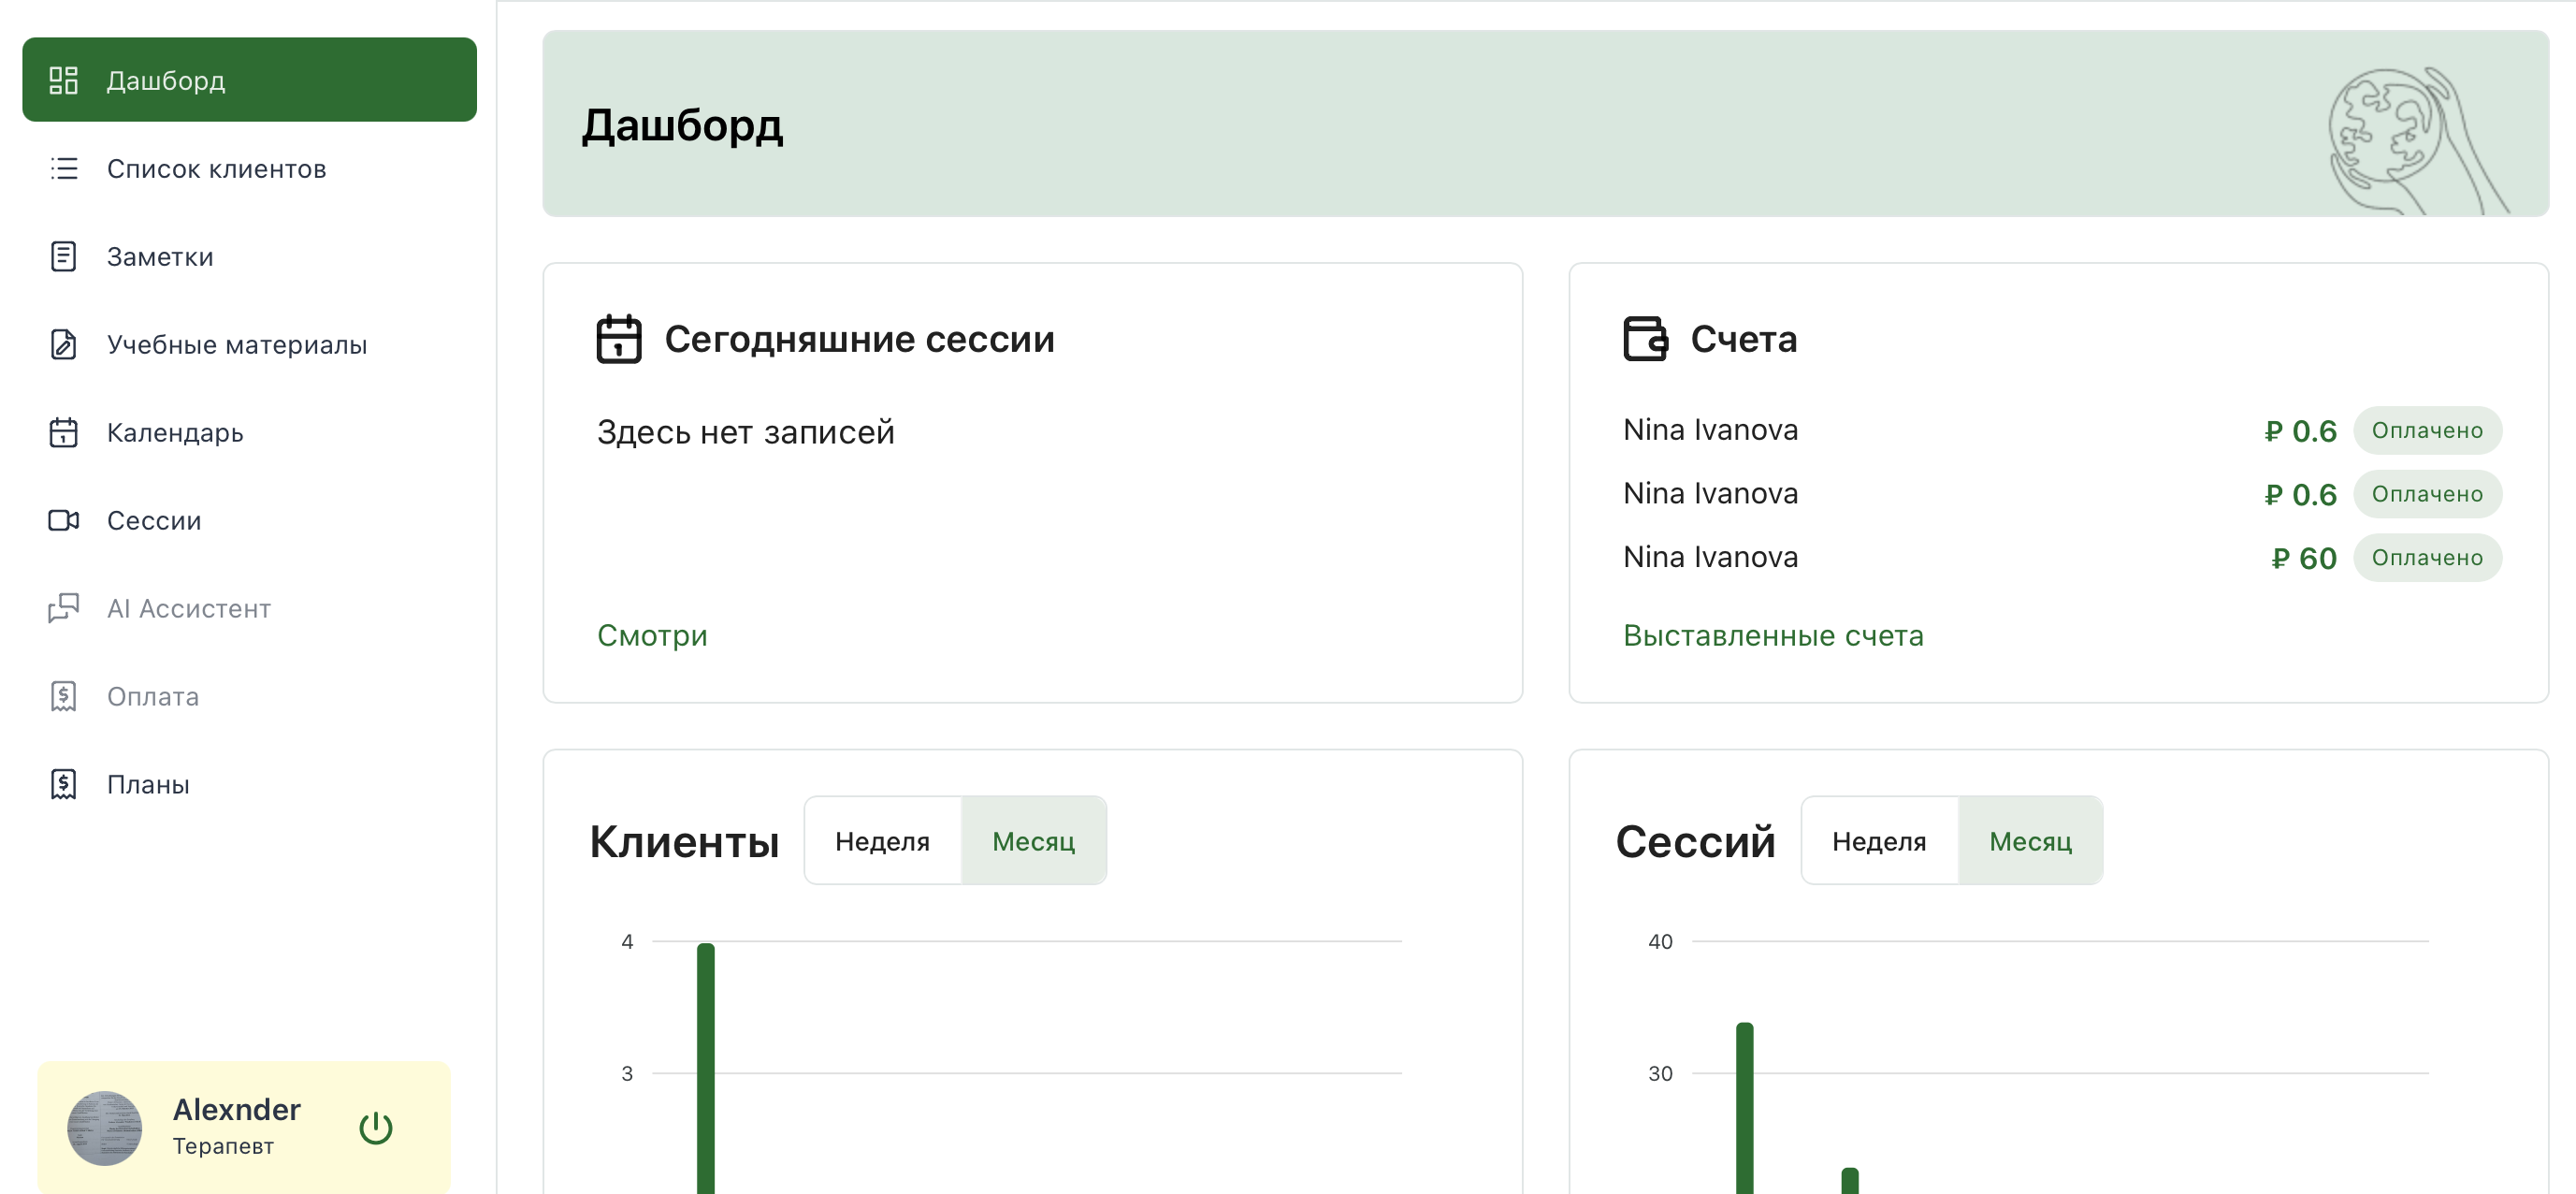 Дашборд
Список клиентов
Заметки
Учебные материалы
Календарь
Сессии
AI Ассистент
Оплата
Планы
Alexnder
Терапевт
Дашборд
Сегодняшние сессии
Здесь нет записей
Смотри
Счета
Nina Ivanova ₽ 0.6 Оплачено
Nina Ivanova ₽ 0.6 Оплачено
Nina Ivanova ₽ 60 Оплачено
Выставленные счета
Клиенты Неделя Месяц
4
3
Сессий Неделя Месяц
40
30